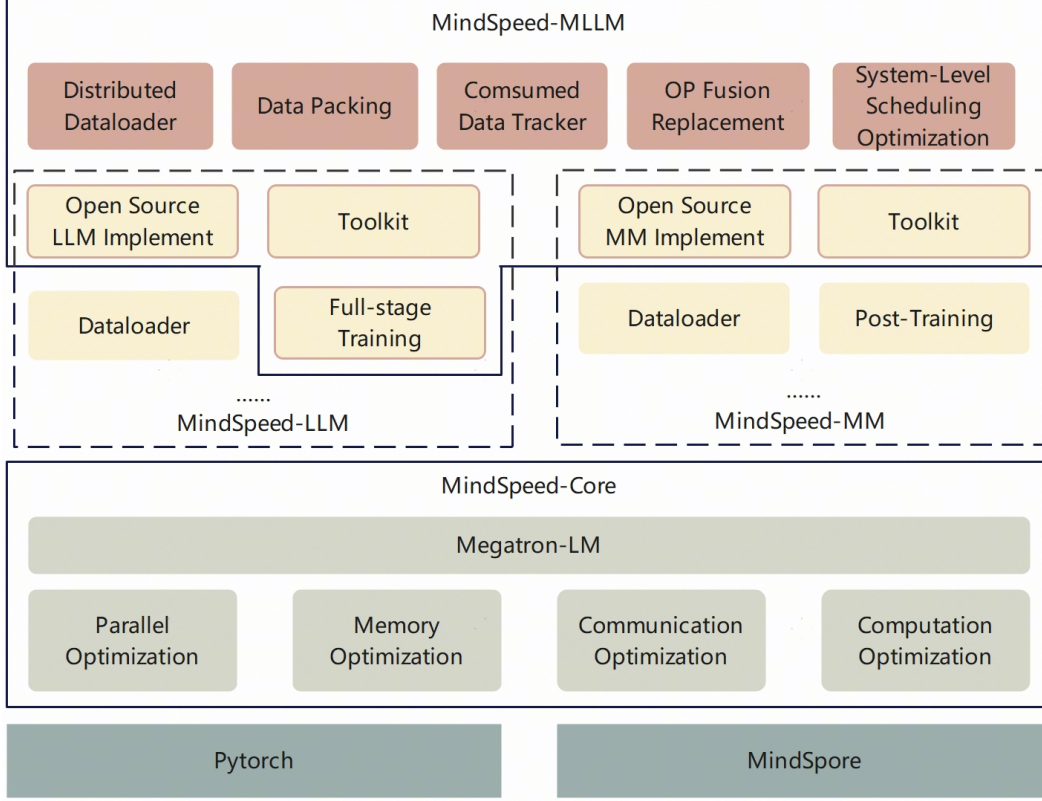 MindSpeed-MLLM
Distributed
Dataloader
Data Packing
Comsumed
Data Tracker
OP Fusion
Replacement
System-Level
Scheduling
Optimization
Open Source
LLM Implement
Toolkit
Open Source
MM Implement
Toolkit
Dataloader
Full-stage
Training
Dataloader
Post-Training
......
MindSpeed-LLM
......
MindSpeed-MM
MindSpeed-Core
Megatron-LM
Parallel
Optimization
Memory
Optimization
Communication
Optimization
Computation
Optimization
Pytorch
MindSpore